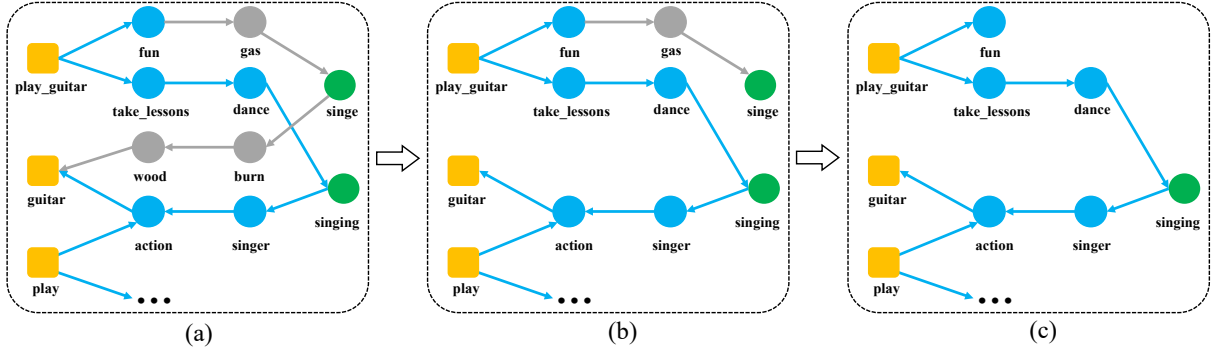 fun gas
play_guitar
take_lessons dance singe
wood burn
guitar
action singer singing
play
...
(a)
fun gas
play_guitar
take_lessons dance singe
guitar
action singer singing
play
...
(b)
fun
play_guitar
take_lessons dance
guitar
action singer singing
play
...
(c)